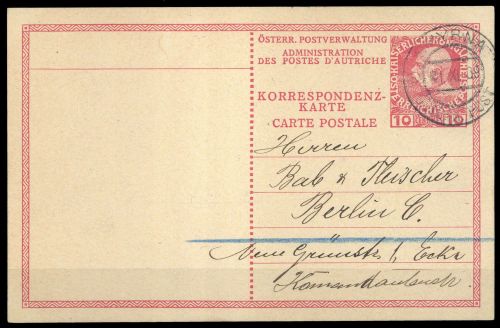 ÖSTERR. POSTVERWALTUNG
ADMINISTRATION
DES POSTES D'AUTRICHE
KORRESPONDENZ-
KARTE
CARTE POSTALE
10 10
Herren
Bab & Fleischer
Berlin C.
Neue Grünstr 1, Ecke
Komandantenstr.